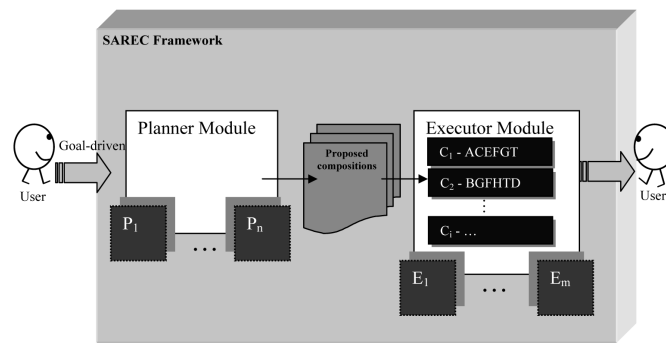 SAREC Framework
Planner Module
Executor Module
Goal-driven
User
Proposed
compositions
C1 - ACEFGT
C2 - BGFHTD
⋮
Ci - ...
User
P1
...
Pn
E1
...
Em